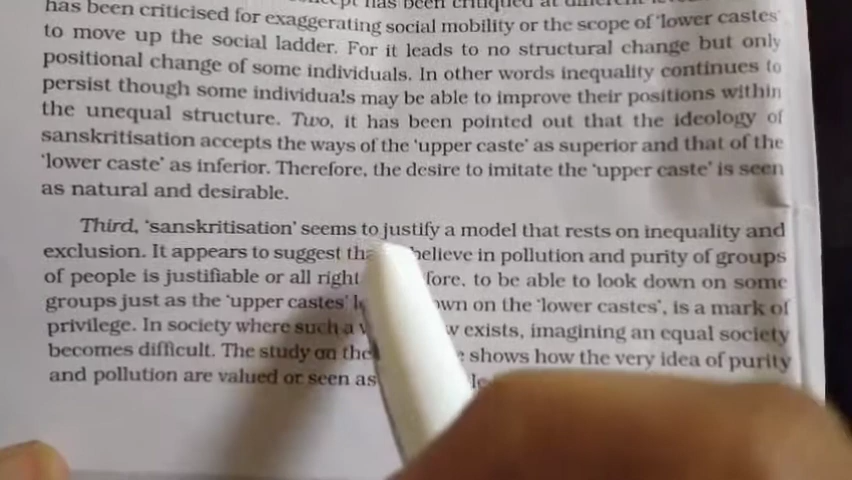 has been critiqued at different
has been criticised for exaggerating social mobility or the scope of 'lower castes'
to move up the social ladder. For it leads to no structural change but only
positional change of some individuals. In other words inequality continues to
persist though some individuals may be able to improve their positions within
the unequal structure. Two, it has been pointed out that the ideology of
sanskritisation accepts the ways of the 'upper caste' as superior and that of the
'lower caste' as inferior. Therefore, the desire to imitate the 'upper caste' is seen
as natural and desirable.
Third, 'sanskritisation' seems to justify a model that rests on inequality and
exclusion. It appears to suggest believe in pollution and purity of groups
of people is justifiable or all right to be able to look down on some
groups just as the 'upper castes' on the 'lower castes', is a mark of
privilege. In society where such a exists, imagining an equal society
becomes difficult. The study on the shows how the very idea of purity
and pollution are valued or seen as